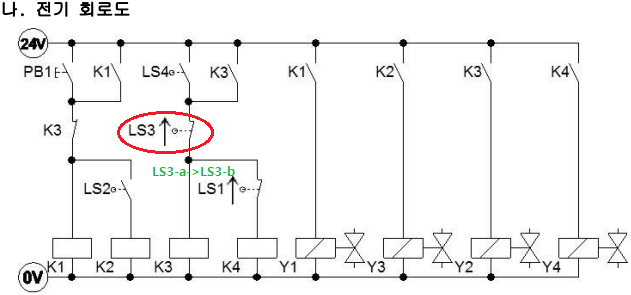 나. 전기 회로도
24V
PB1 K1 LS4 K3 K1 K2 K3 K4
K3 LS3
LS3-a->LS3-b
LS2 LS1
K1 K2 K3 K4 Y1 Y3 Y2 Y4
0V